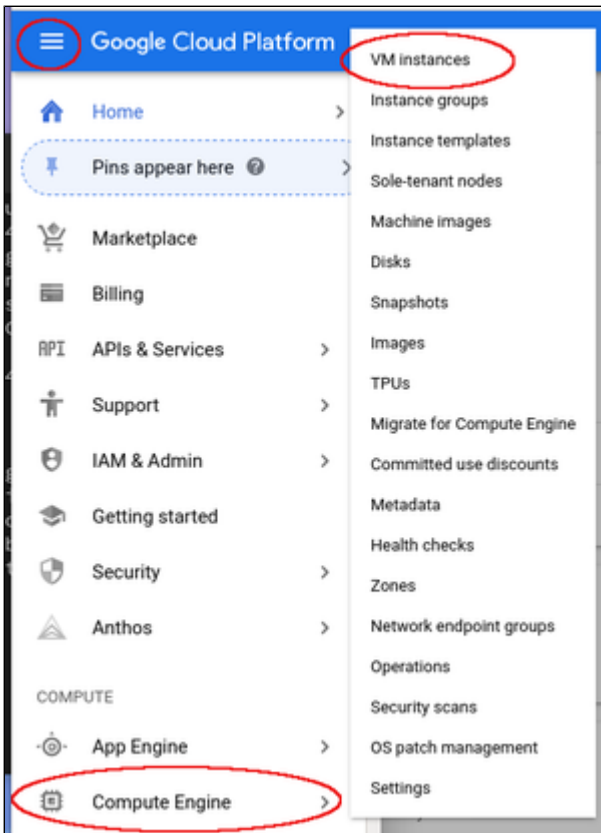 Google Cloud Platform
Home
Pins appear here
Marketplace
Billing
API APIs & Services
Support
IAM & Admin
Getting started
Security
Anthos
COMPUTE
App Engine
Compute Engine
VM instances
Instance groups
Instance templates
Sole-tenant nodes
Machine images
Disks
Snapshots
Images
TPUs
Migrate for Compute Engine
Committed use discounts
Metadata
Health checks
Zones
Network endpoint groups
Operations
Security scans
OS patch management
Settings